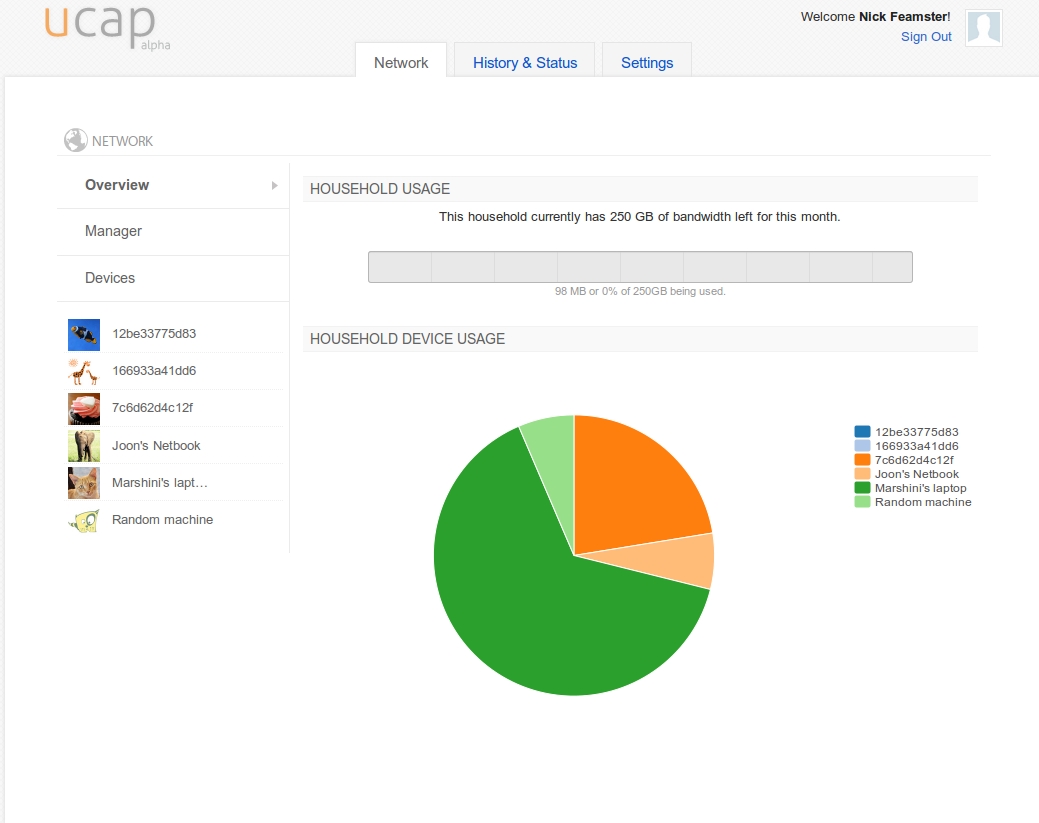 ucap
alpha
Welcome Nick Feamster!
Sign Out
Network
History & Status
Settings
NETWORK
Overview
Manager
Devices
12be33775d83
166933a41dd6
7c6d62d4c12f
Joon's Netbook
Marshini's lapt…
Random machine
HOUSEHOLD USAGE
This household currently has 250 GB of bandwidth left for this month.
98 MB or 0% of 250GB being used.
HOUSEHOLD DEVICE USAGE
12be33775d83
166933a41dd6
7c6d62d4c12f
Joon's Netbook
Marshini's laptop
Random machine